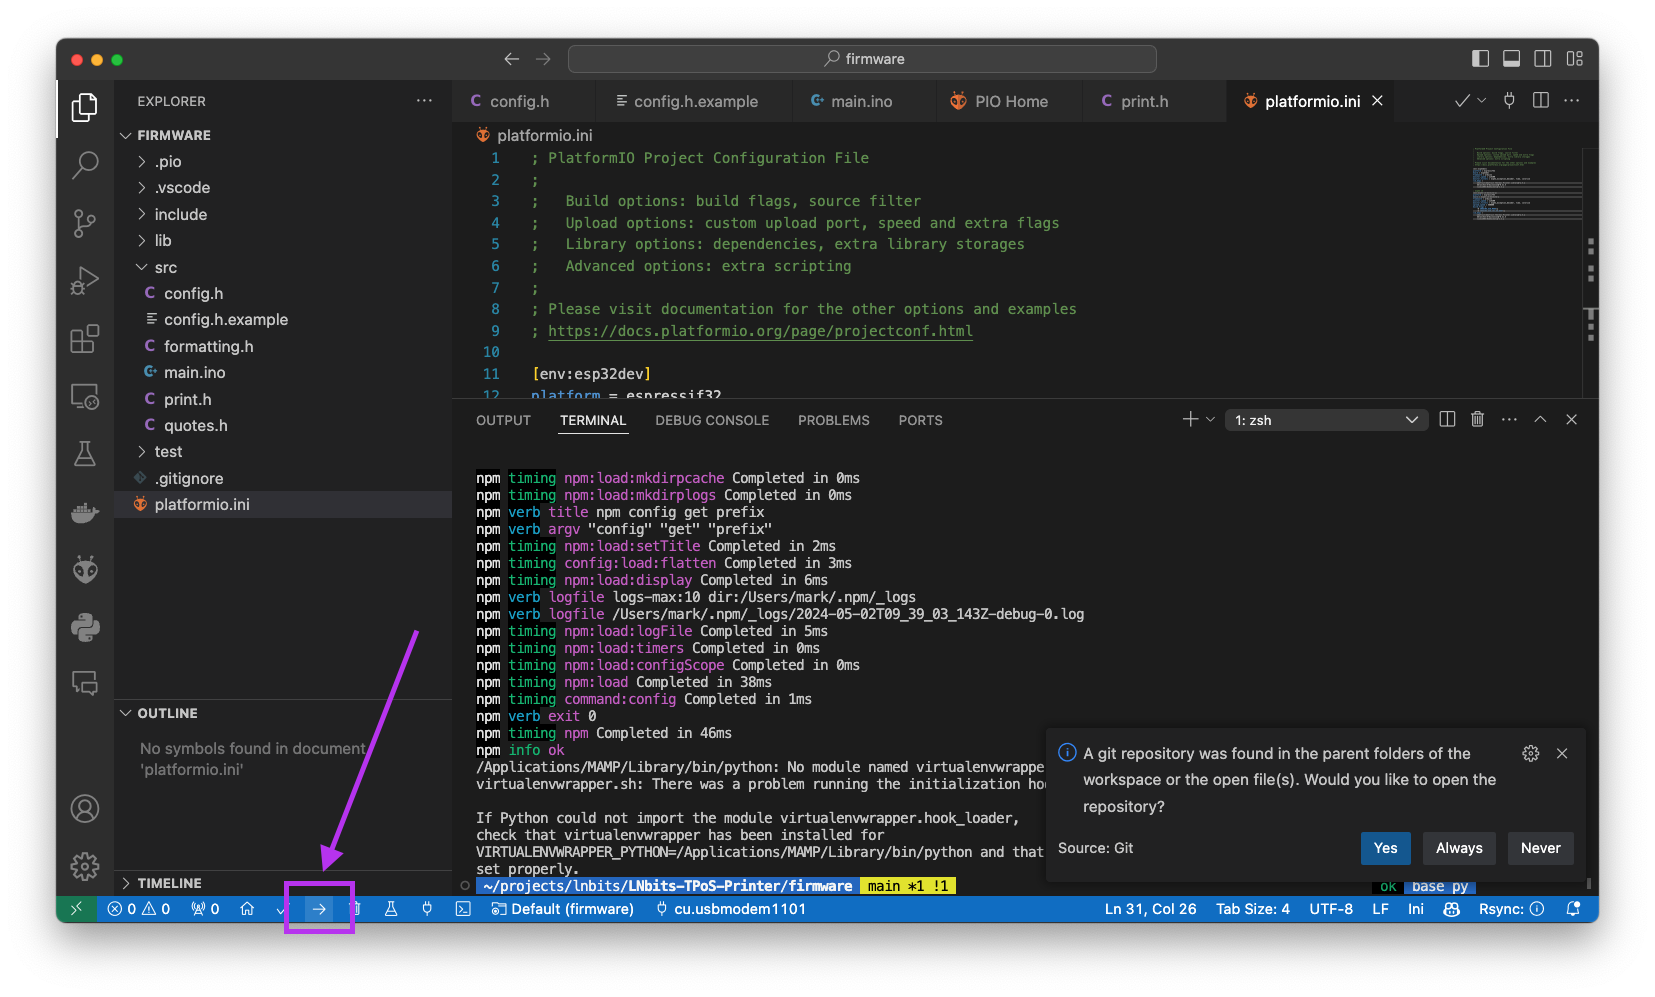 firmware
EXPLORER
FIRMWARE
.pio
.vscode
include
lib
src
config.h
config.h.example
formatting.h
main.ino
print.h
quotes.h
test
.gitignore
platformio.ini
OUTLINE
No symbols found in document
'platformio.ini'
TIMELINE
config.h
config.h.example
main.ino
PIO Home
print.h
platformio.ini
platformio.ini
1 ; PlatformIO Project Configuration File
2 ;
3 ; Build options: build flags, source filter
4 ; Upload options: custom upload port, speed and extra flags
5 ; Library options: dependencies, extra library storages
6 ; Advanced options: extra scripting
7 ;
8 ; Please visit documentation for the other options and examples
9 ; https://docs.platformio.org/page/projectconf.html
10
11 [env:esp32dev]
12 platform = espressif32
OUTPUT TERMINAL DEBUG CONSOLE PROBLEMS PORTS
1: zsh
npm timing npm:load:mkdirpcache Completed in 0ms
npm timing npm:load:mkdirplogs Completed in 0ms
npm verb title npm config get prefix
npm verb argv "config" "get" "prefix"
npm timing npm:load:setTitle Completed in 2ms
npm timing config:load:flatten Completed in 3ms
npm timing npm:load:display Completed in 6ms
npm verb logfile logs-max:10 dir:/Users/mark/.npm/_logs
npm verb logfile /Users/mark/.npm/_logs/2024-05-02T09_39_03_143Z-debug-0.log
npm timing npm:load:logFile Completed in 5ms
npm timing npm:load:timers Completed in 0ms
npm timing npm:load:configScope Completed in 0ms
npm timing npm:load Completed in 38ms
npm timing command:config Completed in 1ms
npm verb exit 0
npm timing npm Completed in 46ms
npm info ok
/Applications/MAMP/Library/bin/python: No module named virtualenvwrappe
virtualenvwrapper.sh: There was a problem running the initialization ho
If Python could not import the module virtualenvwrapper.hook_loader,
check that virtualenvwrapper has been installed for
VIRTUALENVWRAPPER_PYTHON=/Applications/MAMP/Library/bin/python and that
set properly.
~/projects/lnbits/LNbits-TPoS-Printer/firmware main *1 !1
ok base py
A git repository was found in the parent folders of the
workspace or the open file(s). Would you like to open the
repository?
Source: Git
Yes Always Never
0 0 0 Default (firmware) cu.usbmodem1101 Ln 31, Col 26 Tab Size: 4 UTF-8 LF Ini Rsync: